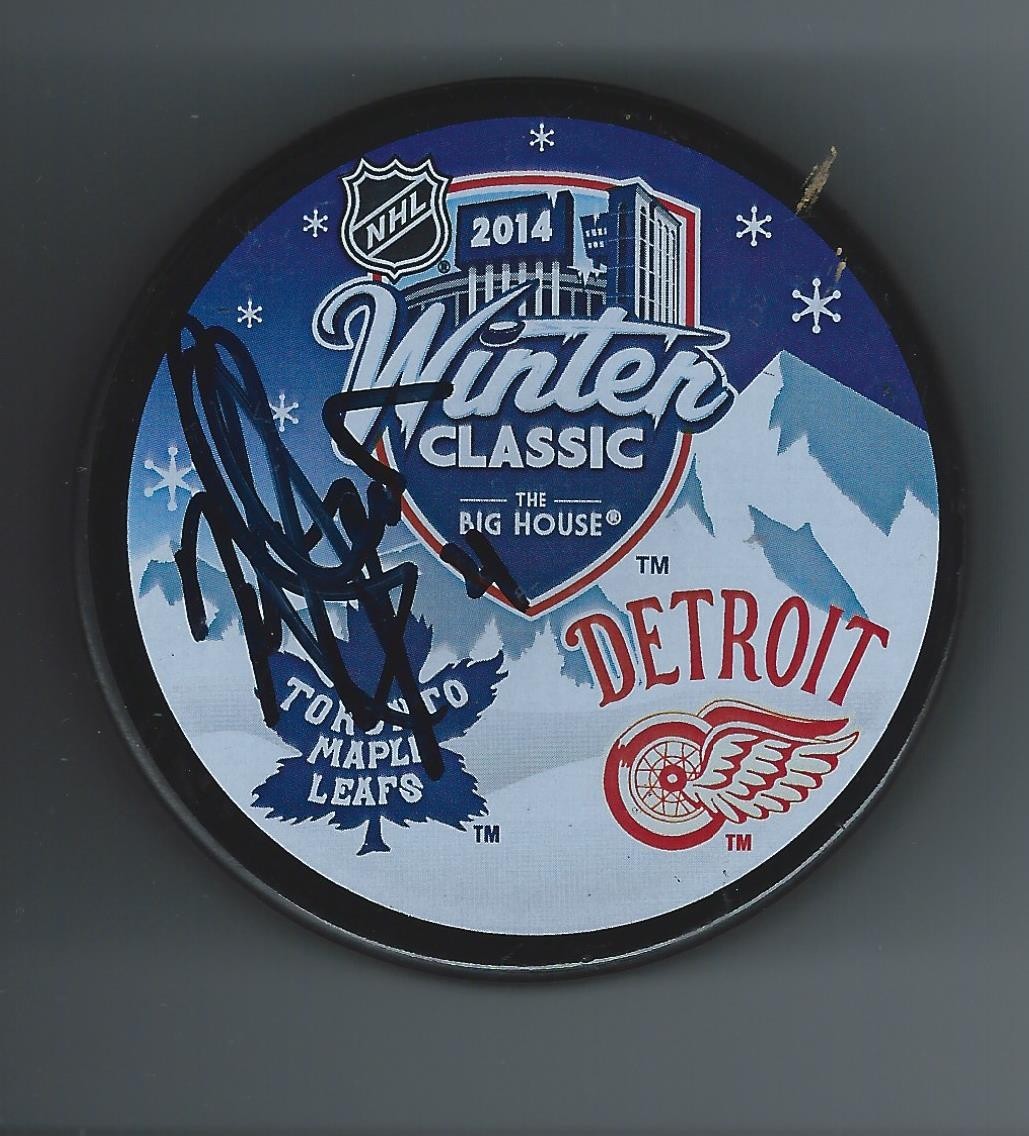 NHL
®
2014
Winter
CLASSIC
THE
BIG HOUSE®
TM
DETROIT
TORONTO
MAPLE
LEAFS
TM
TM